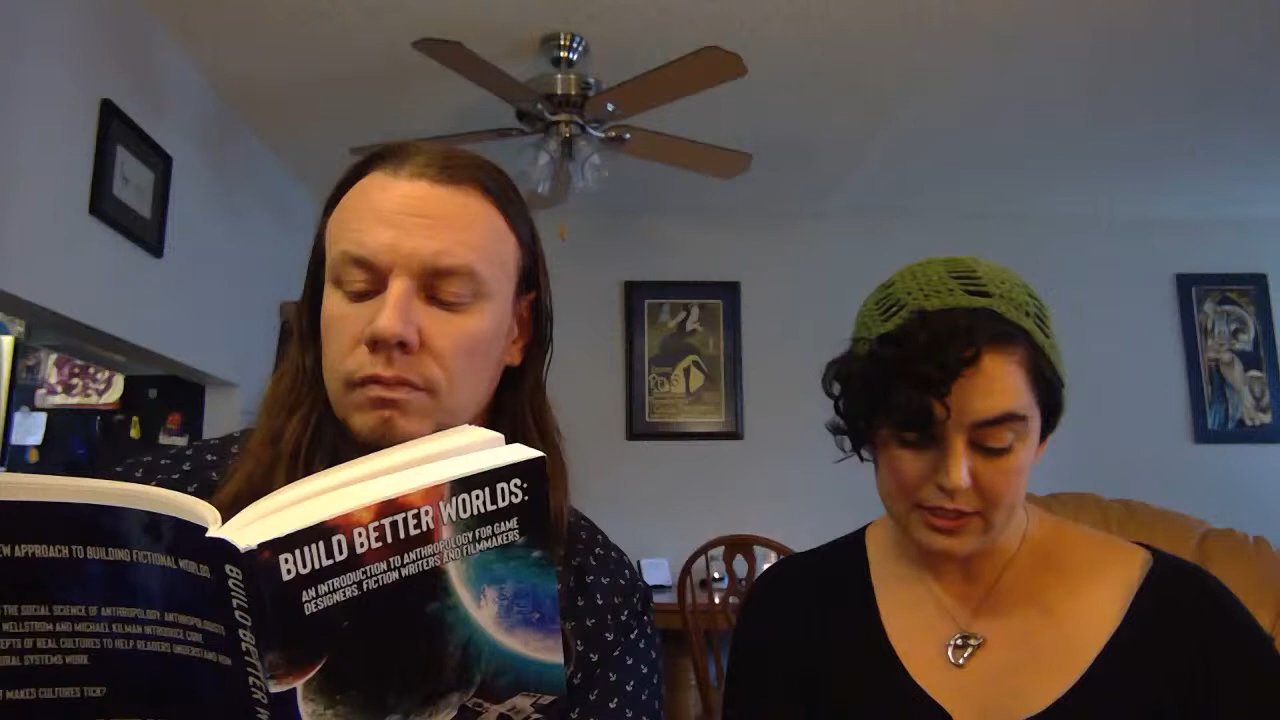 BUILD BETTER WORLDS:
AN INTRODUCTION TO ANTHROPOLOGY FOR GAME
DESIGNERS, FICTION WRITERS AND FILMMAKERS
BUILD BETTER
EW APPROACH TO BUILDING FICTIONAL WORLDS.
THE SOCIAL SCIENCE OF ANTHROPOLOGY. ANTHROPOLOGISTS
WELLSTROM AND MICHAEL KILMAN INTRODUCE CORE
EPTS OF REAL CULTURES TO HELP READERS UNDERSTAND HOW
URAL SYSTEMS WORK.
T MAKES CULTURES TICK?